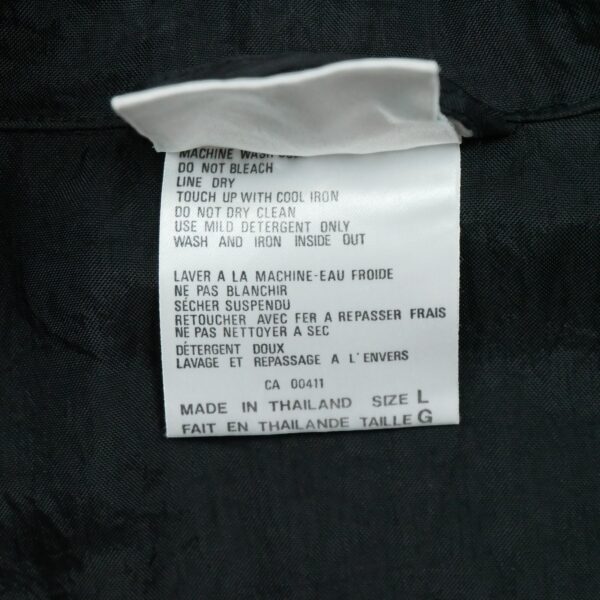 MACHINE WASH
DO NOT BLEACH
LINE DRY
TOUCH UP WITH COOL IRON
DO NOT DRY CLEAN
USE MILD DETERGENT ONLY
WASH AND IRON INSIDE OUT
LAVER A LA MACHINE-EAU FROIDE
NE PAS BLANCHIR
SÉCHER SUSPENDU
RETOUCHER AVEC FER A REPASSER FRAIS
NE PAS NETTOYER A SEC
DÉTERGENT DOUX
LAVAGE ET REPASSAGE A L'ENVERS
CA 00411
MADE IN THAILAND SIZE L
FAIT EN THAILANDE TAILLE G